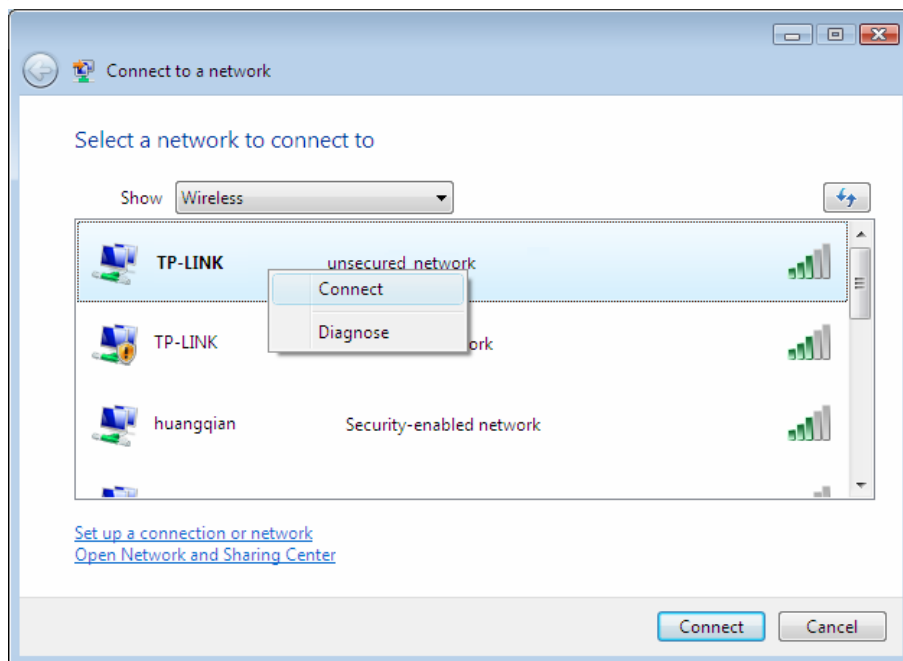 Connect to a network
Select a network to connect to
Show Wireless
TP-LINK unsecured network
Connect
Diagnose
TP-LINK ork
huangqian Security-enabled network
Set up a connection or network
Open Network and Sharing Center
Connect Cancel